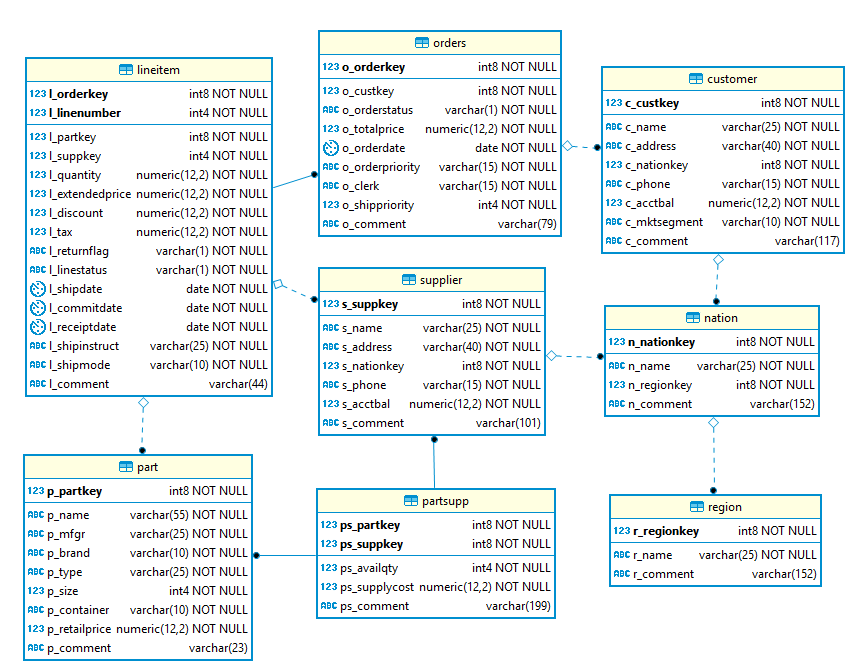 lineitem
123 l_orderkey int8 NOT NULL
123 l_linenumber int4 NOT NULL
123 l_partkey int8 NOT NULL
123 l_suppkey int4 NOT NULL
123 l_quantity numeric(12,2) NOT NULL
123 l_extendedprice numeric(12,2) NOT NULL
123 l_discount numeric(12,2) NOT NULL
123 l_tax numeric(12,2) NOT NULL
ABC l_returnflag varchar(1) NOT NULL
ABC l_linestatus varchar(1) NOT NULL
l_shipdate date NOT NULL
l_commitdate date NOT NULL
l_receiptdate date NOT NULL
ABC l_shipinstruct varchar(25) NOT NULL
ABC l_shipmode varchar(10) NOT NULL
ABC l_comment varchar(44)
orders
123 o_orderkey int8 NOT NULL
123 o_custkey int8 NOT NULL
ABC o_orderstatus varchar(1) NOT NULL
123 o_totalprice numeric(12,2) NOT NULL
o_orderdate date NOT NULL
ABC o_orderpriority varchar(15) NOT NULL
ABC o_clerk varchar(15) NOT NULL
123 o_shippriority int4 NOT NULL
ABC o_comment varchar(79)
customer
123 c_custkey int8 NOT NULL
ABC c_name varchar(25) NOT NULL
ABC c_address varchar(40) NOT NULL
123 c_nationkey int8 NOT NULL
ABC c_phone varchar(15) NOT NULL
123 c_acctbal numeric(12,2) NOT NULL
ABC c_mktsegment varchar(10) NOT NULL
ABC c_comment varchar(117)
supplier
123 s_suppkey int8 NOT NULL
ABC s_name varchar(25) NOT NULL
ABC s_address varchar(40) NOT NULL
123 s_nationkey int8 NOT NULL
ABC s_phone varchar(15) NOT NULL
123 s_acctbal numeric(12,2) NOT NULL
ABC s_comment varchar(101)
nation
123 n_nationkey int8 NOT NULL
ABC n_name varchar(25) NOT NULL
123 n_regionkey int8 NOT NULL
ABC n_comment varchar(152)
part
123 p_partkey int8 NOT NULL
ABC p_name varchar(55) NOT NULL
ABC p_mfgr varchar(25) NOT NULL
ABC p_brand varchar(10) NOT NULL
ABC p_type varchar(25) NOT NULL
123 p_size int4 NOT NULL
ABC p_container varchar(10) NOT NULL
123 p_retailprice numeric(12,2) NOT NULL
ABC p_comment varchar(23)
partsupp
123 ps_partkey int8 NOT NULL
123 ps_suppkey int8 NOT NULL
123 ps_availqty int4 NOT NULL
123 ps_supplycost numeric(12,2) NOT NULL
ABC ps_comment varchar(199)
region
123 r_regionkey int8 NOT NULL
ABC r_name varchar(25) NOT NULL
ABC r_comment varchar(152)